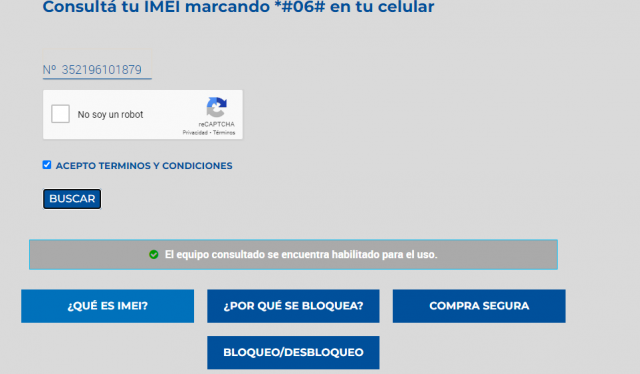 Consultá tu IMEI marcando *#06# en tu celular
Nº 352196101879
No soy un robot
reCAPTCHA
Privacidad - Términos
ACEPTO TERMINOS Y CONDICIONES
BUSCAR
El equipo consultado se encuentra habilitado para el uso.
¿QUÉ ES IMEI?
¿POR QUÉ SE BLOQUEA?
COMPRA SEGURA
BLOQUEO/DESBLOQUEO